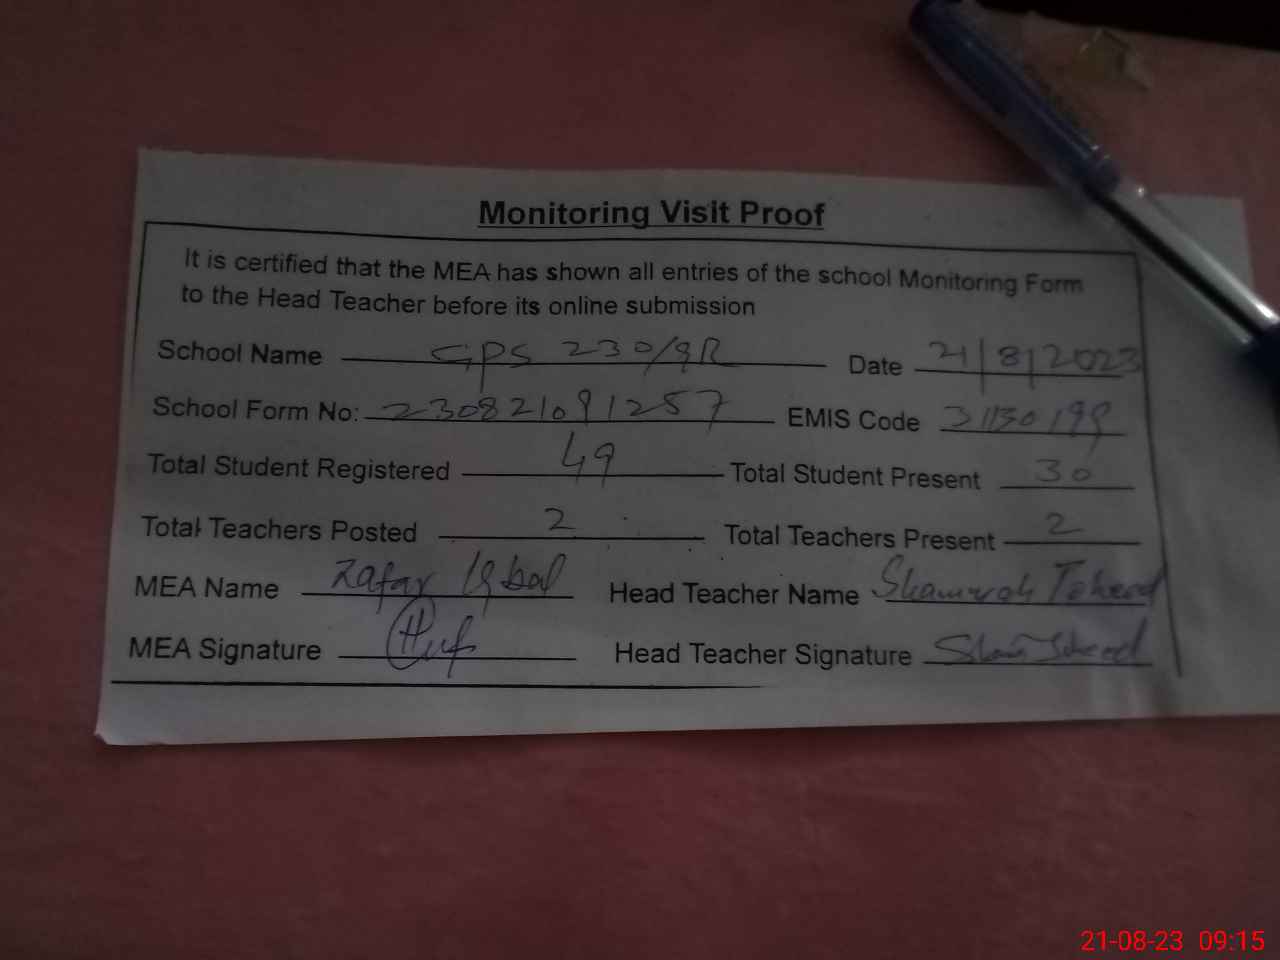 Monitoring Visit Proof
It is certified that the MEA has shown all entries of the school Monitoring Form
to the Head Teacher before its online submission
School Name GPS 230/9R Date 21/8/2023
School Form No: 230821091257 EMIS Code 31130199
Total Student Registered 49 Total Student Present 30
Total Teachers Posted 2 Total Teachers Present 2
MEA Name Zafar Iqbal Head Teacher Name
MEA Signature Head Teacher Signature
21-08-23 09:15